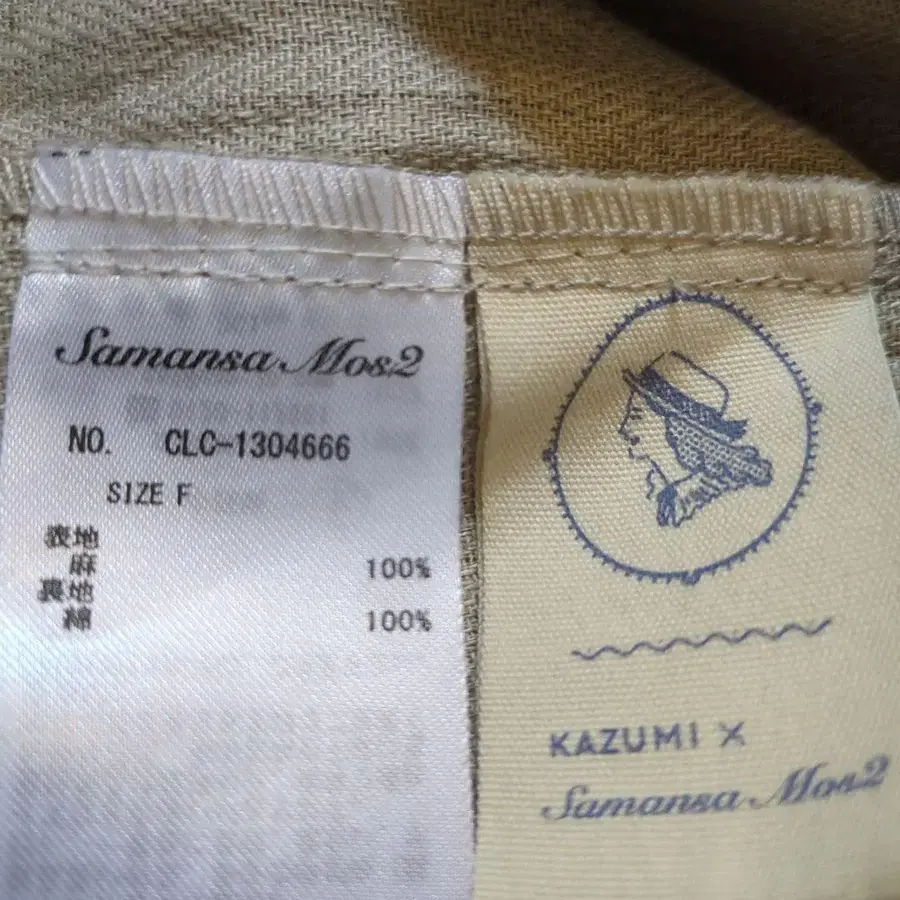 Samansa Mos2
NO. CLC-1304666
SIZE F
表地
麻 100%
裏地
綿 100%
KAZUMI X
Samansa Mos2